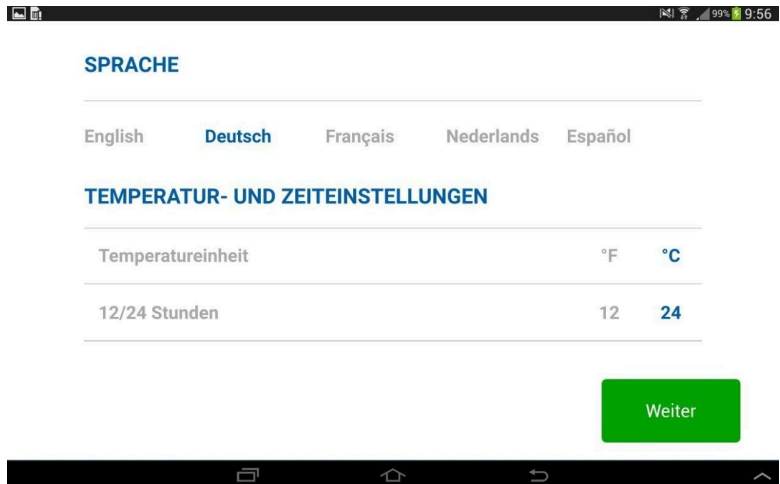 99% 9:56
SPRACHE
English Deutsch Français Nederlands Español
TEMPERATUR- UND ZEITEINSTELLUNGEN
Temperatureinheit °F °C
12/24 Stunden 12 24
Weiter